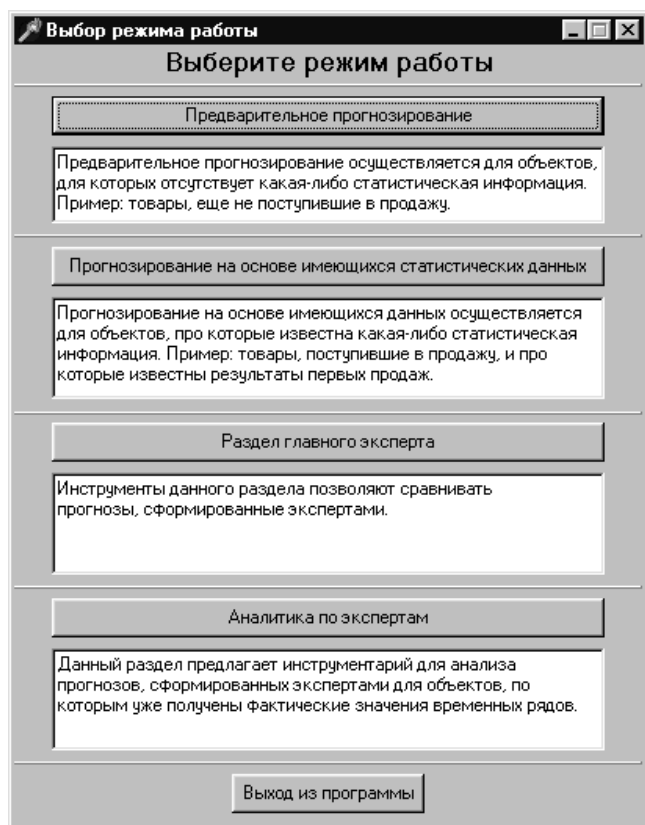 Выбор режима работы
Выберите режим работы
Предварительное прогнозирование
Предварительное прогнозирование осуществляется для объектов,
для которых отсутствует какая-либо статистическая информация.
Пример: товары, еще не поступившие в продажу.
Прогнозирование на основе имеющихся статистических данных
Прогнозирование на основе имеющихся данных осуществляется
для объектов, про которые известна какая-либо статистическая
информация. Пример: товары, поступившие в продажу, и про
которые известны результаты первых продаж.
Раздел главного эксперта
Инструменты данного раздела позволяют сравнивать
прогнозы, сформированные экспертами.
Аналитика по экспертам
Данный раздел предлагает инструментарий для анализа
прогнозов, сформированных экспертами для объектов, по
которым уже получены фактические значения временных рядов.
Выход из программы